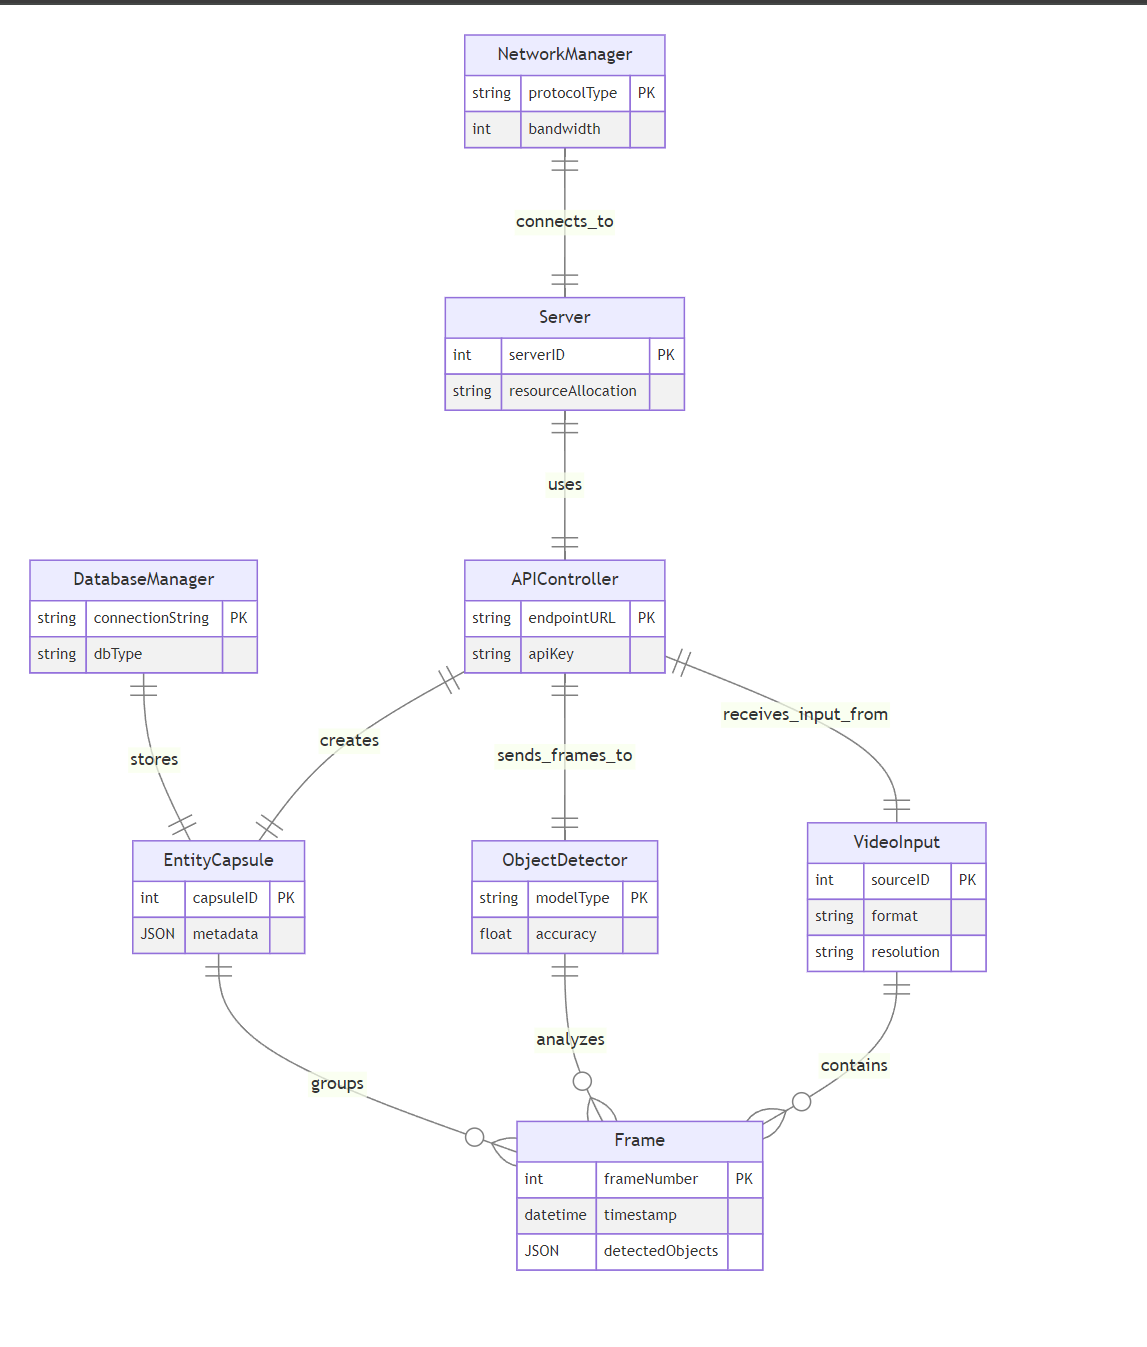 NetworkManager
string protocolType PK
int bandwidth
connects_to
Server
int serverID PK
string resourceAllocation
uses
DatabaseManager
string connectionString PK
string dbType
APIController
string endpointURL PK
string apiKey
receives_input_from
creates
sends_frames_to
stores
EntityCapsule
int capsuleID PK
JSON metadata
ObjectDetector
string modelType PK
float accuracy
VideoInput
int sourceID PK
string format
string resolution
analyzes
contains
groups
Frame
int frameNumber PK
datetime timestamp
JSON detectedObjects